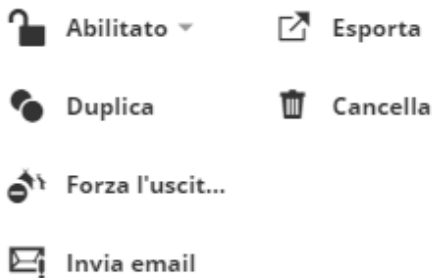 Abilitato
Esporta
Duplica
Cancella
Forza l'uscit...
Invia email